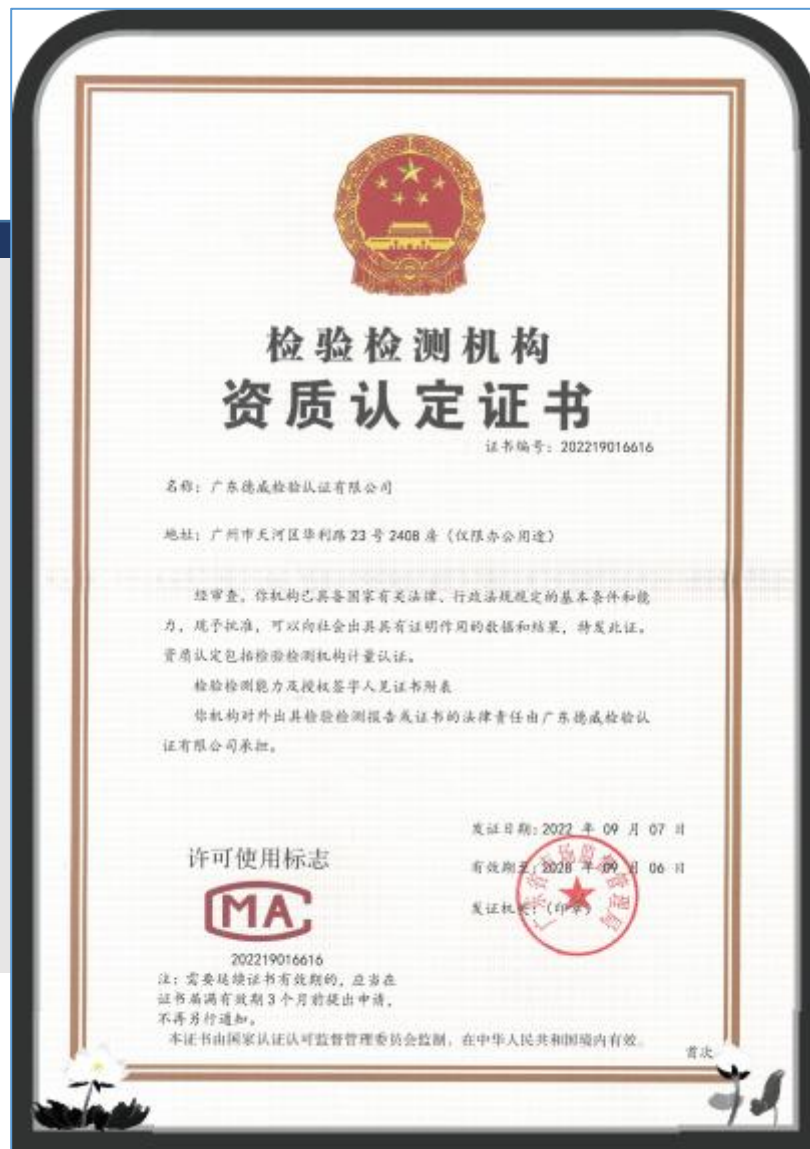 检验检测机构
资质认定证书
证书编号：202219016616
名称：广东德威检验认证有限公司
地址：广州市天河区华利路 23 号 2408 房（仅限办公用途）
经审查，你机构已具备国家有关法律、行政法规规定的基本条件和能
力，现予批准，可以向社会出具具有证明作用的数据和结果，特发此证。
资质认定包括检验检测机构计量认证。
检验检测能力及授权签字人见证书附表
你机构对外出具检验检测报告或证书的法律责任由广东德威检验认
证有限公司承担。
发证日期：2022 年 09 月 07 日
有效期至：2028 年 09 月 06 日
发证机关：（印章）
广东省市场监督管理局
许可使用标志
MA
202219016616
注：需要延续证书有效期的，应当在
证书届满有效期 3 个月前提出申请，
不再另行通知。
本证书由国家认证认可监督管理委员会监制，在中华人民共和国境内有效。
首次